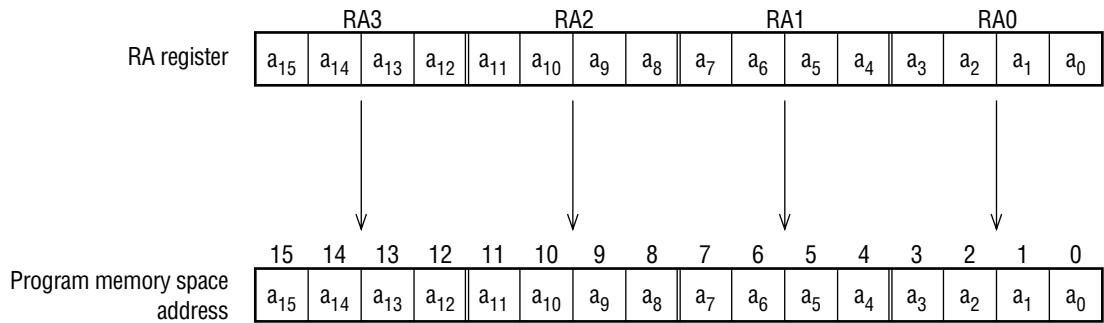 RA3 RA2 RA1 RA0
RA register a₁₅ a₁₄ a₁₃ a₁₂ a₁₁ a₁₀ a₉ a₈ a₇ a₆ a₅ a₄ a₃ a₂ a₁ a₀
15 14 13 12 11 10 9 8 7 6 5 4 3 2 1 0
Program memory space
address a₁₅ a₁₄ a₁₃ a₁₂ a₁₁ a₁₀ a₉ a₈ a₇ a₆ a₅ a₄ a₃ a₂ a₁ a₀